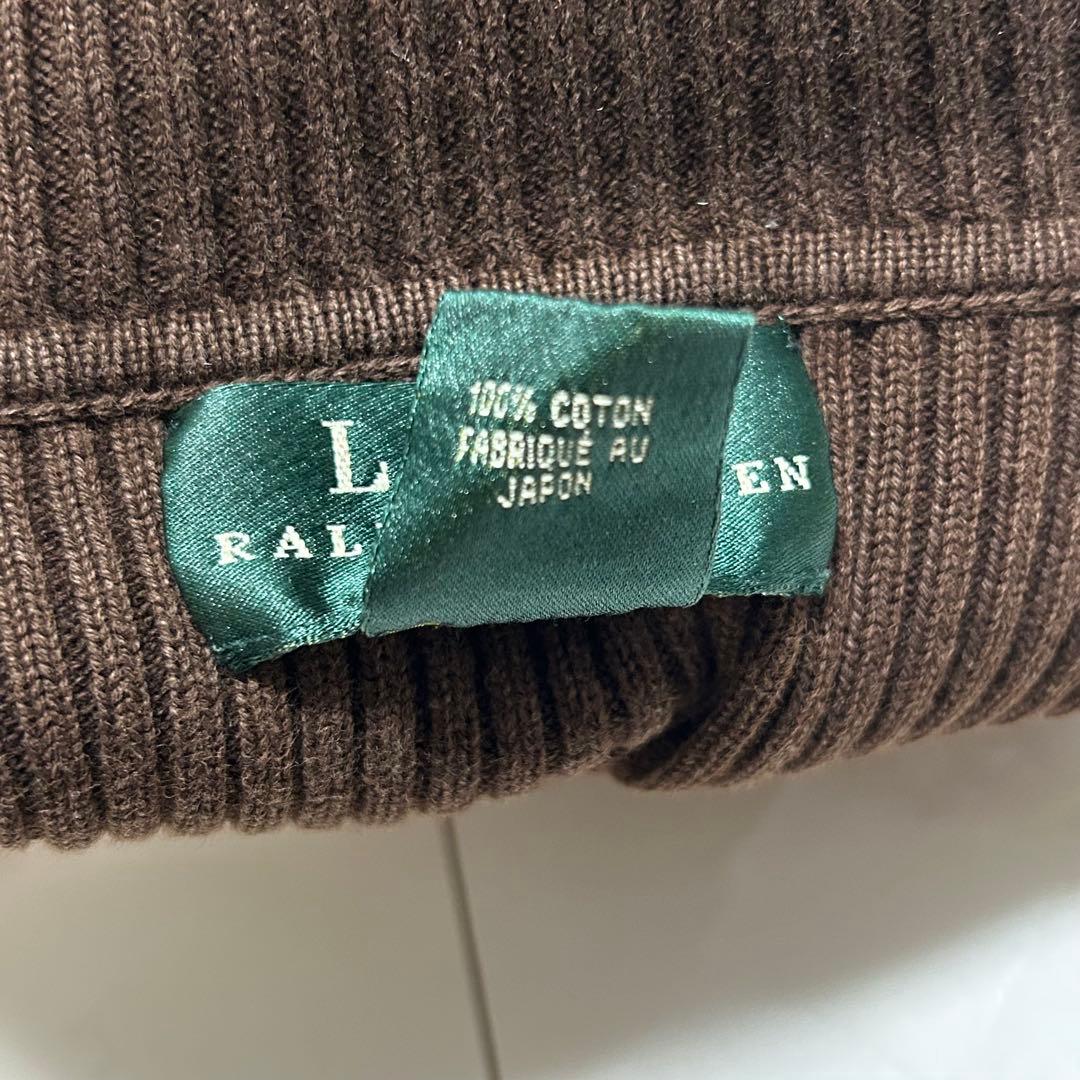 100% COTON
FABRIQUÉ AU
JAPON
L EN
RAL